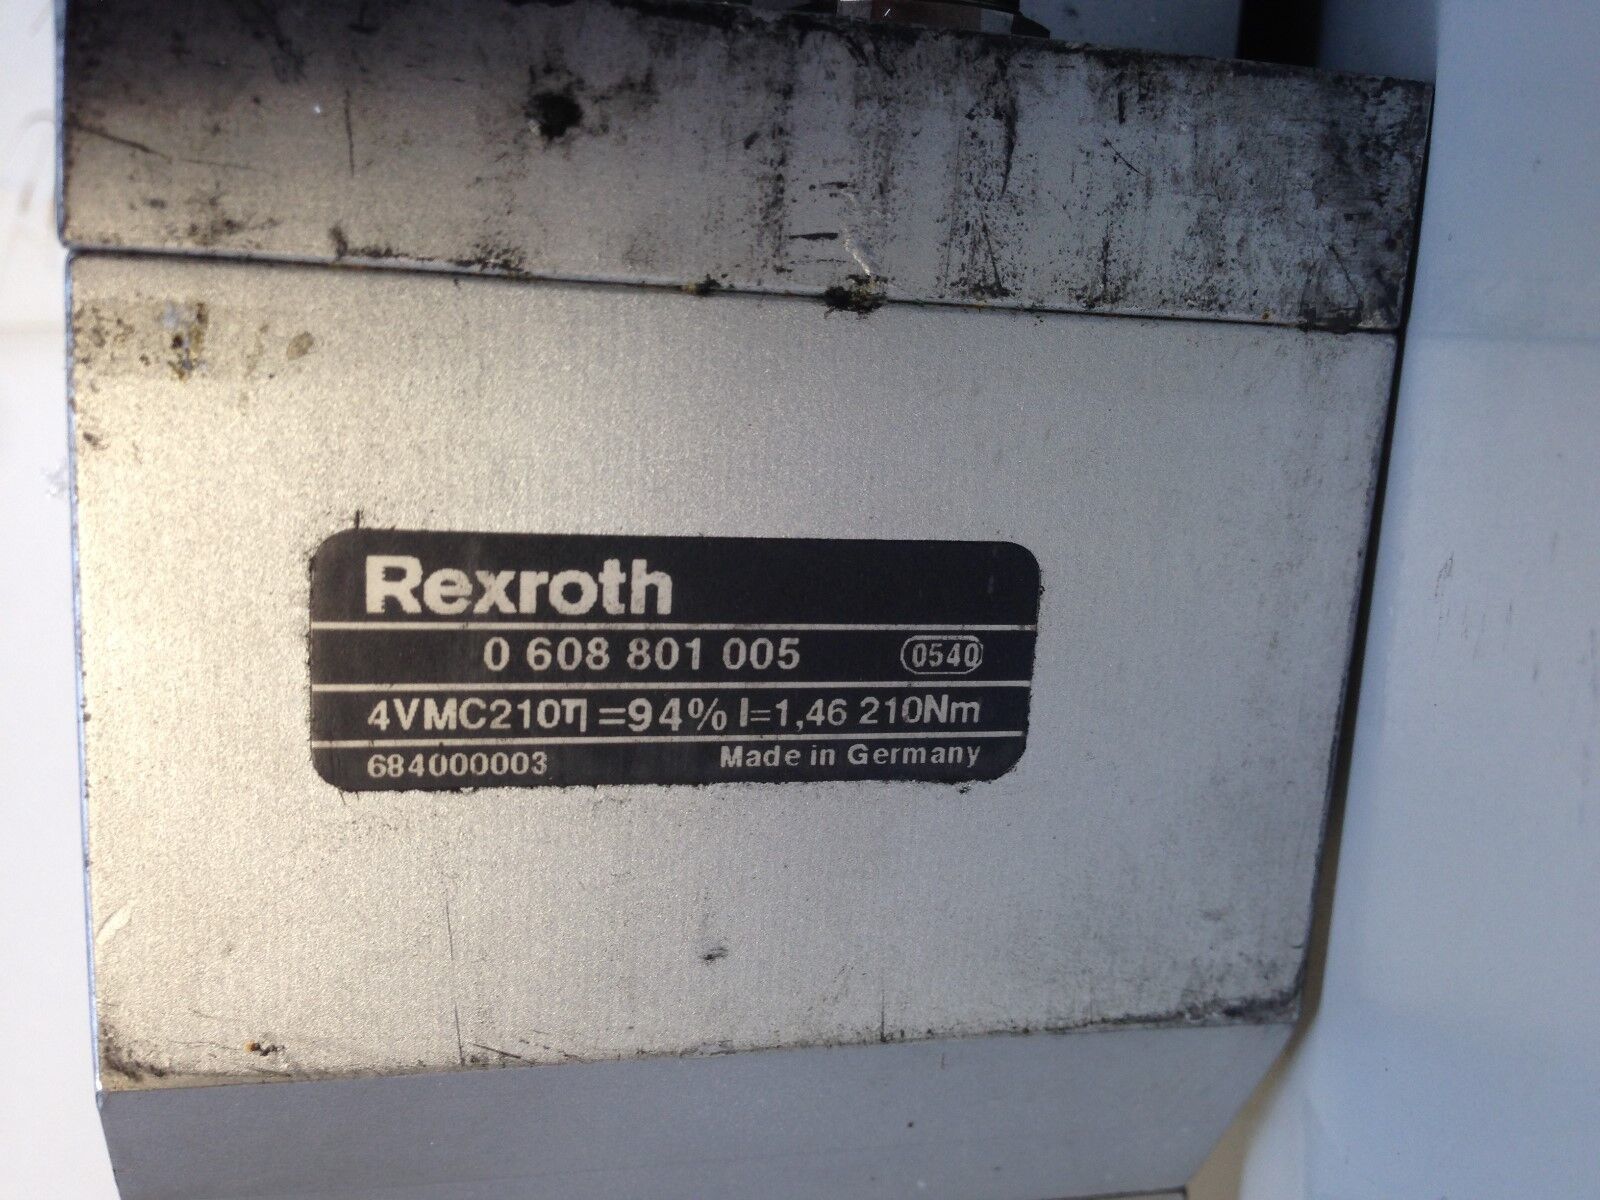 Rexroth
0 608 801 005 0540
4VMC210η=94% I=1,46 210Nm
684000003 Made in Germany